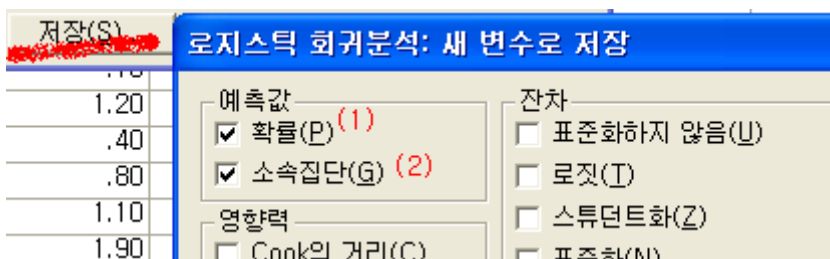 저장(S)
로지스틱 회귀분석: 새 변수로 저장
1.20
.40
.80
1.10
1.90
예측값
확률(P) (1)
소속집단(G) (2)
영향력
Cook의 거리(C)
잔차
표준화하지 않음(U)
로짓(T)
스튜던트화(Z)
표준화(N)